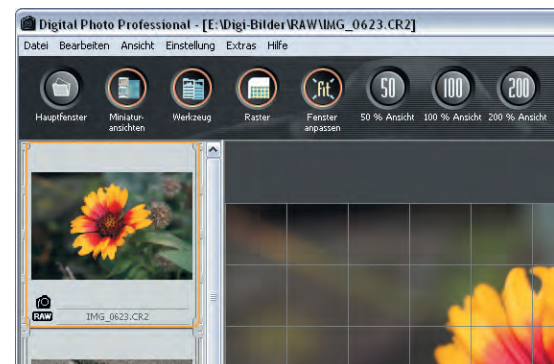 Digital Photo Professional - [E:\Digi-Bilder\RAW\IMG_0623.CR2]
Datei Bearbeiten Ansicht Einstellung Extras Hilfe
fit 50 100 200
Hauptfenster Miniatur-ansichten Werkzeug Raster Fenster anpassen 50 % Ansicht 100 % Ansicht 200 % Ansicht
RAW IMG_0623.CR2